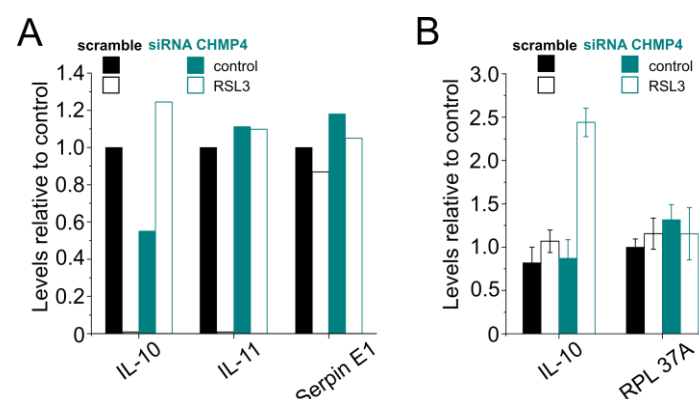 A
scramble siRNA CHMP4
control
RSL3
Levels relative to control
1.4
1.2
1.0
0.8
0.6
0.4
0.2
0
IL-10
IL-11
Serpin E1
B
scramble siRNA CHMP4
control
RSL3
Levels relative to control
3.0
2.5
2.0
1.5
1.0
0.5
0.0
IL-10
RPL 37A